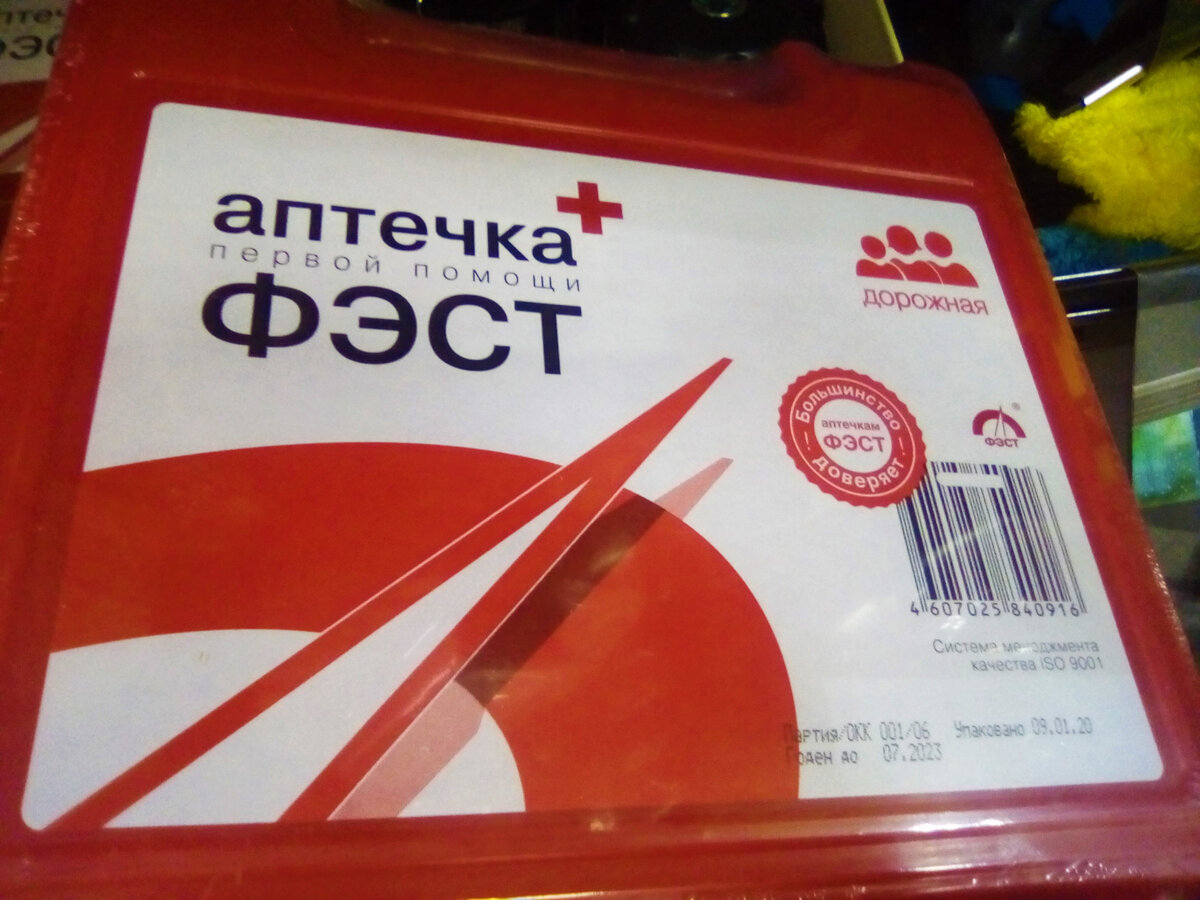 аптечка
первой помощи
ФЭСТ
дорожная
Большинство
аптечкам
ФЭСТ
доверяет
ФЭСТ
4 607025 840916
Система менеджмента
качества ISO 9001
Партия/ОКК 001/06 Упаковано 09.01.20
Годен до 07.2023